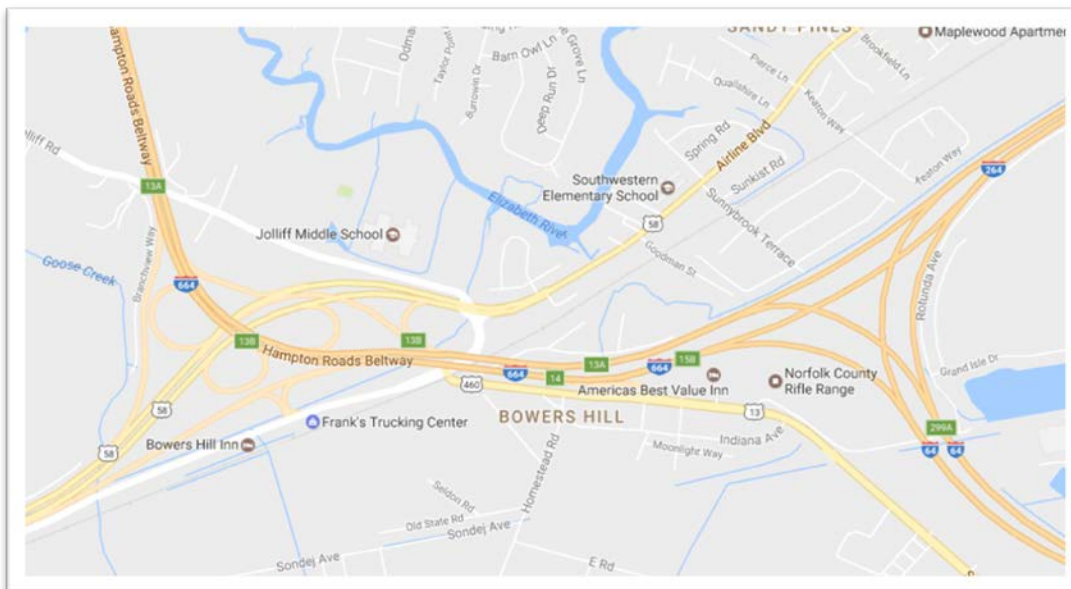 SANDY PINES
Maplewood Apartment
Hampton Roads Beltway
Odma
Taylor Point
Barn Owl Ln
Burrowin Dr
Deep Run Dr
e Grove Ln
Pierce Ln
Brookfield Ln
Quailshire Ln
Keaton Way
Spring Rd
Airline Blvd
Sunkist Rd
Yeaton Way
264
Jolliff Rd
13A
Southwestern
Elementary School
Elizabeth River
Sunnybrook Terrace
58
Jolliff Middle School
Goodman St
Branchview Way
Goose Creek
664
Rotunda Ave
13B
13B
Hampton Roads Beltway
664
13A
664
15B
14
460
Americas Best Value Inn
Norfolk County
Rifle Range
Grand Isle Dr
58
BOWERS HILL
13
Frank's Trucking Center
58
Bowers Hill Inn
Indiana Ave
Moonlight Way
299A
64
64
Homestead Rd
Seldon Rd
Old State Rd
Sondej Ave
Sondej Ave
E Rd